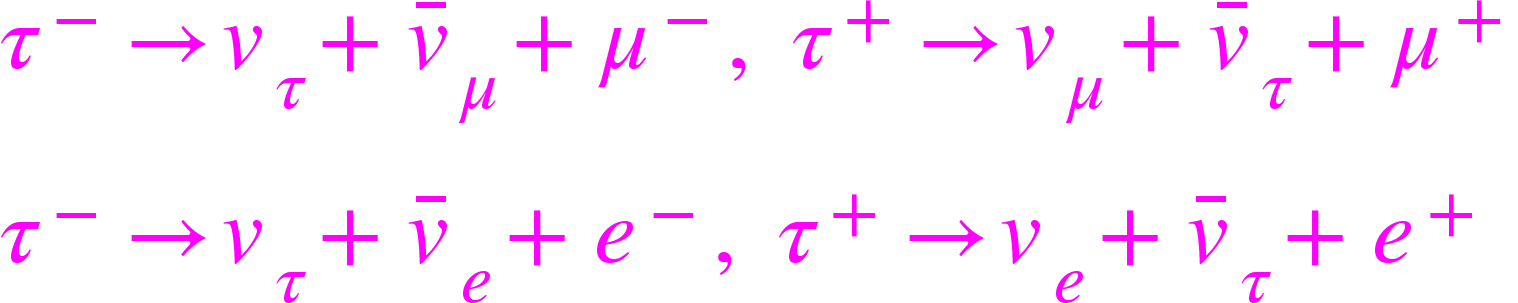 τ⁻ → ν_τ + ν̄_μ + μ⁻, τ⁺ → ν_μ + ν̄_τ + μ⁺
τ⁻ → ν_τ + ν̄_e + e⁻, τ⁺ → ν_e + ν̄_τ + e⁺